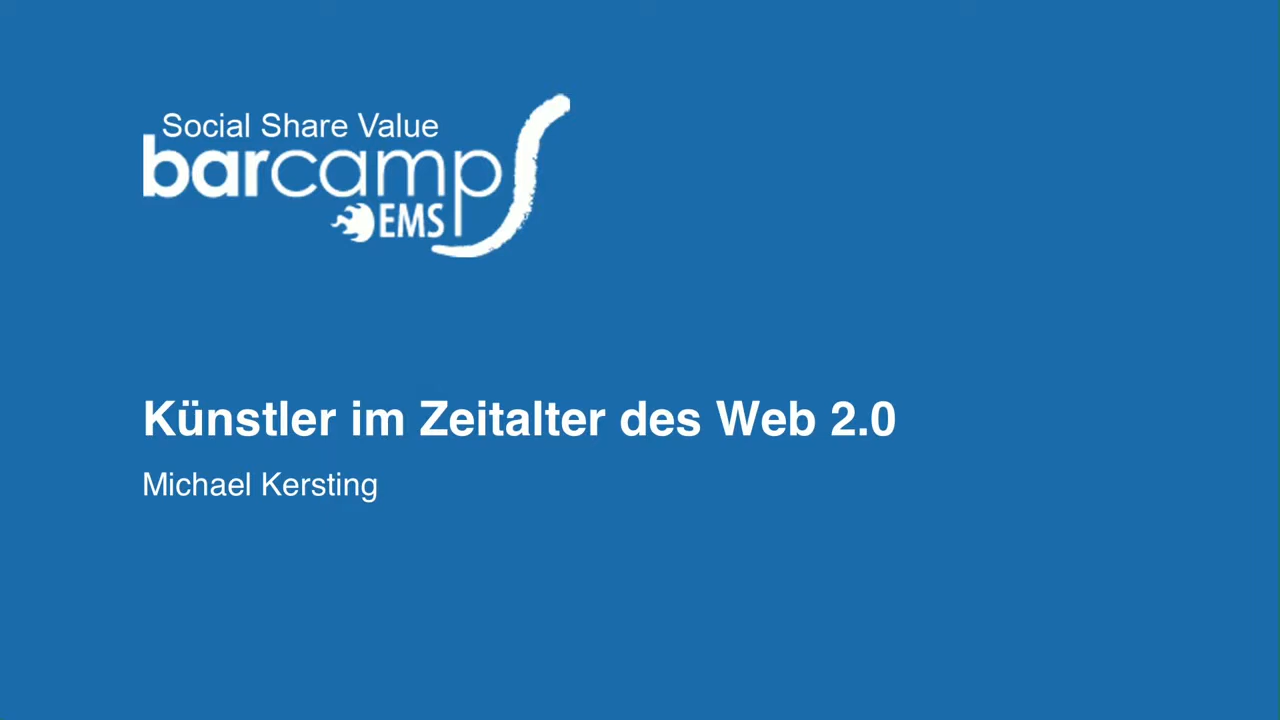 Social Share Value
barcamp
EMS
Künstler im Zeitalter des Web 2.0
Michael Kersting